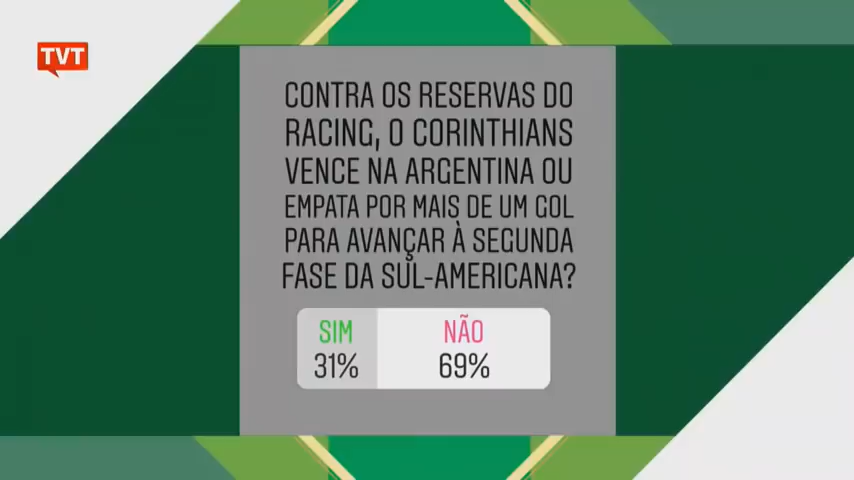 TVT
CONTRA OS RESERVAS DO
RACING, O CORINTHIANS
VENCE NA ARGENTINA OU
EMPATA POR MAIS DE UM GOL
PARA AVANÇAR À SEGUNDA
FASE DA SUL-AMERICANA?
SIM NÃO
31% 69%